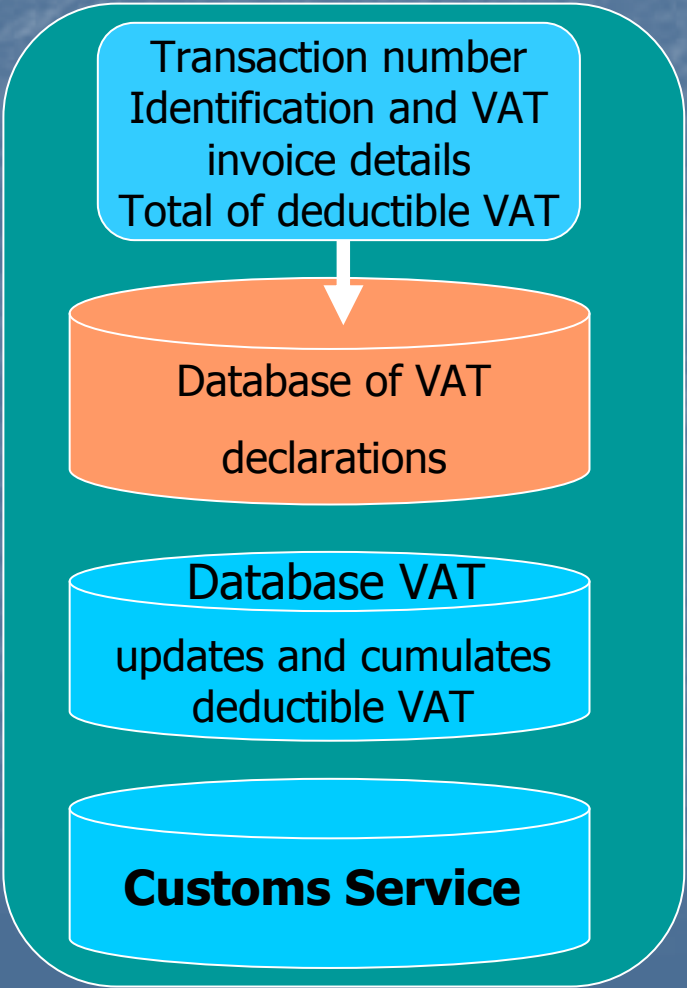 Transaction number
Identification and VAT
invoice details
Total of deductible VAT
Database of VAT
declarations
Database VAT
updates and cumulates
deductible VAT
Customs Service